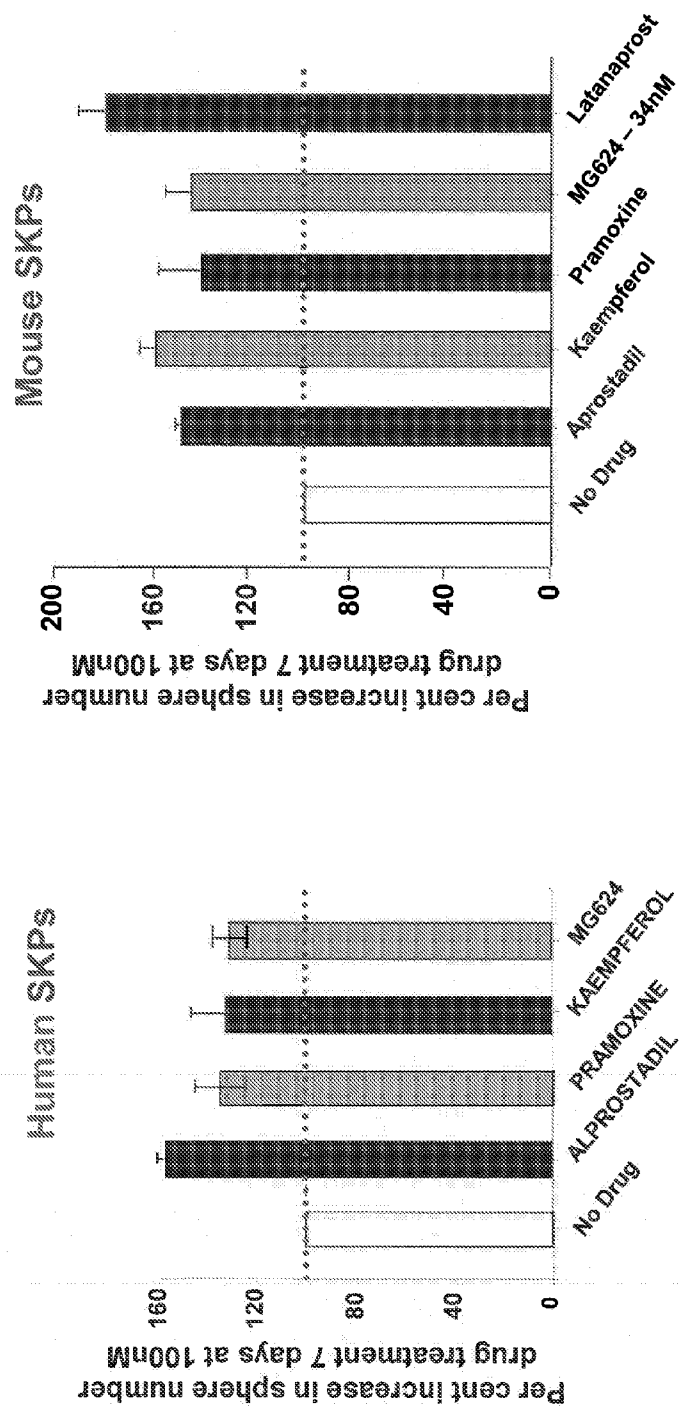 Human SKPs
Per cent increase in sphere number
drug treatment 7 days at 100nM
160
120
80
40
0
No Drug
ALPROSTADIL
PRAMOXINE
KAEMPFEROL
MG624
Mouse SKPs
Per cent increase in sphere number
drug treatment 7 days at 100nM
200
160
120
80
40
0
No Drug
Aprostadil
Kaempferol
Pramoxine
MG624 – 34nM
Latanaprost